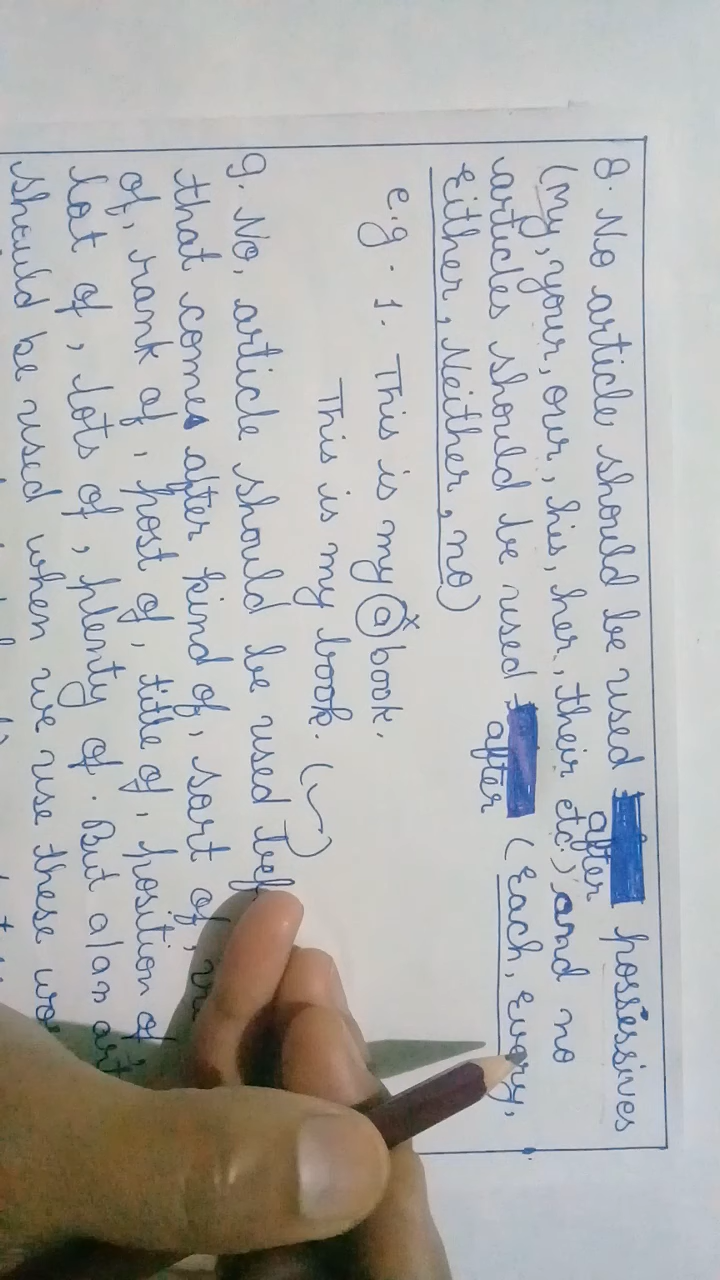 8. No article should be used after possessives
(My, your, our, his, her, their etc.) and no
articles should be used after (Each, Every,
Either, Neither, no)
e.g. 1. This is my a book.
This is my book.
9. No, article should be used bef
that comes after kind of, sort of,
of, rank of, post of, title of, position of,
lot of, lots of, plenty of. But a/an art
should be used when we use these wo